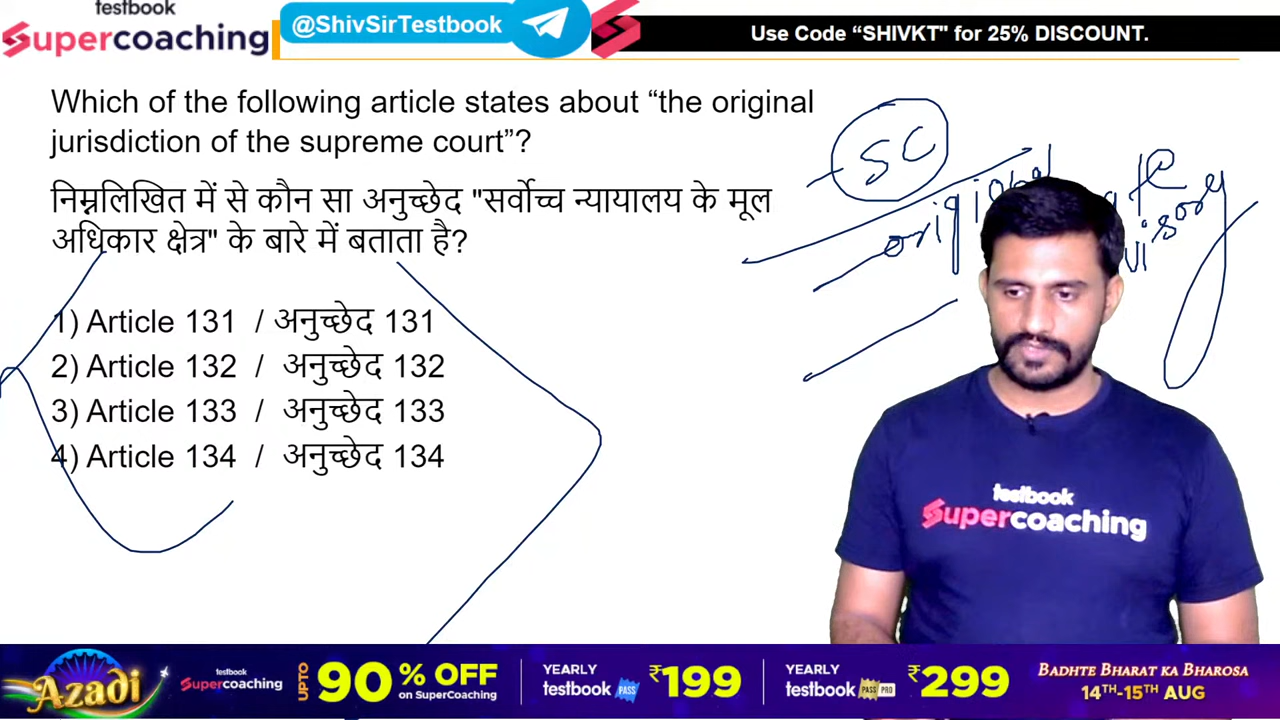 testbook
Supercoaching
@ShivSirTestbook
Use Code “SHIVKT" for 25% DISCOUNT.
Which of the following article states about “the original
jurisdiction of the supreme court”?
निम्नलिखित में से कौन सा अनुच्छेद "सर्वोच्च न्यायालय के मूल
अधिकार क्षेत्र" के बारे में बताता है?
1) Article 131 / अनुच्छेद 131
2) Article 132 / अनुच्छेद 132
3) Article 133 / अनुच्छेद 133
4) Article 134 / अनुच्छेद 134
SC
original
testbook
Supercoaching
Azadi
testbook
Supercoaching
UPTO 90% OFF
on SuperCoaching
YEARLY
testbook PASS
₹199
YEARLY
testbook PASS PRO
₹299
BADHTE BHARAT KA BHAROSA
14TH-15TH AUG